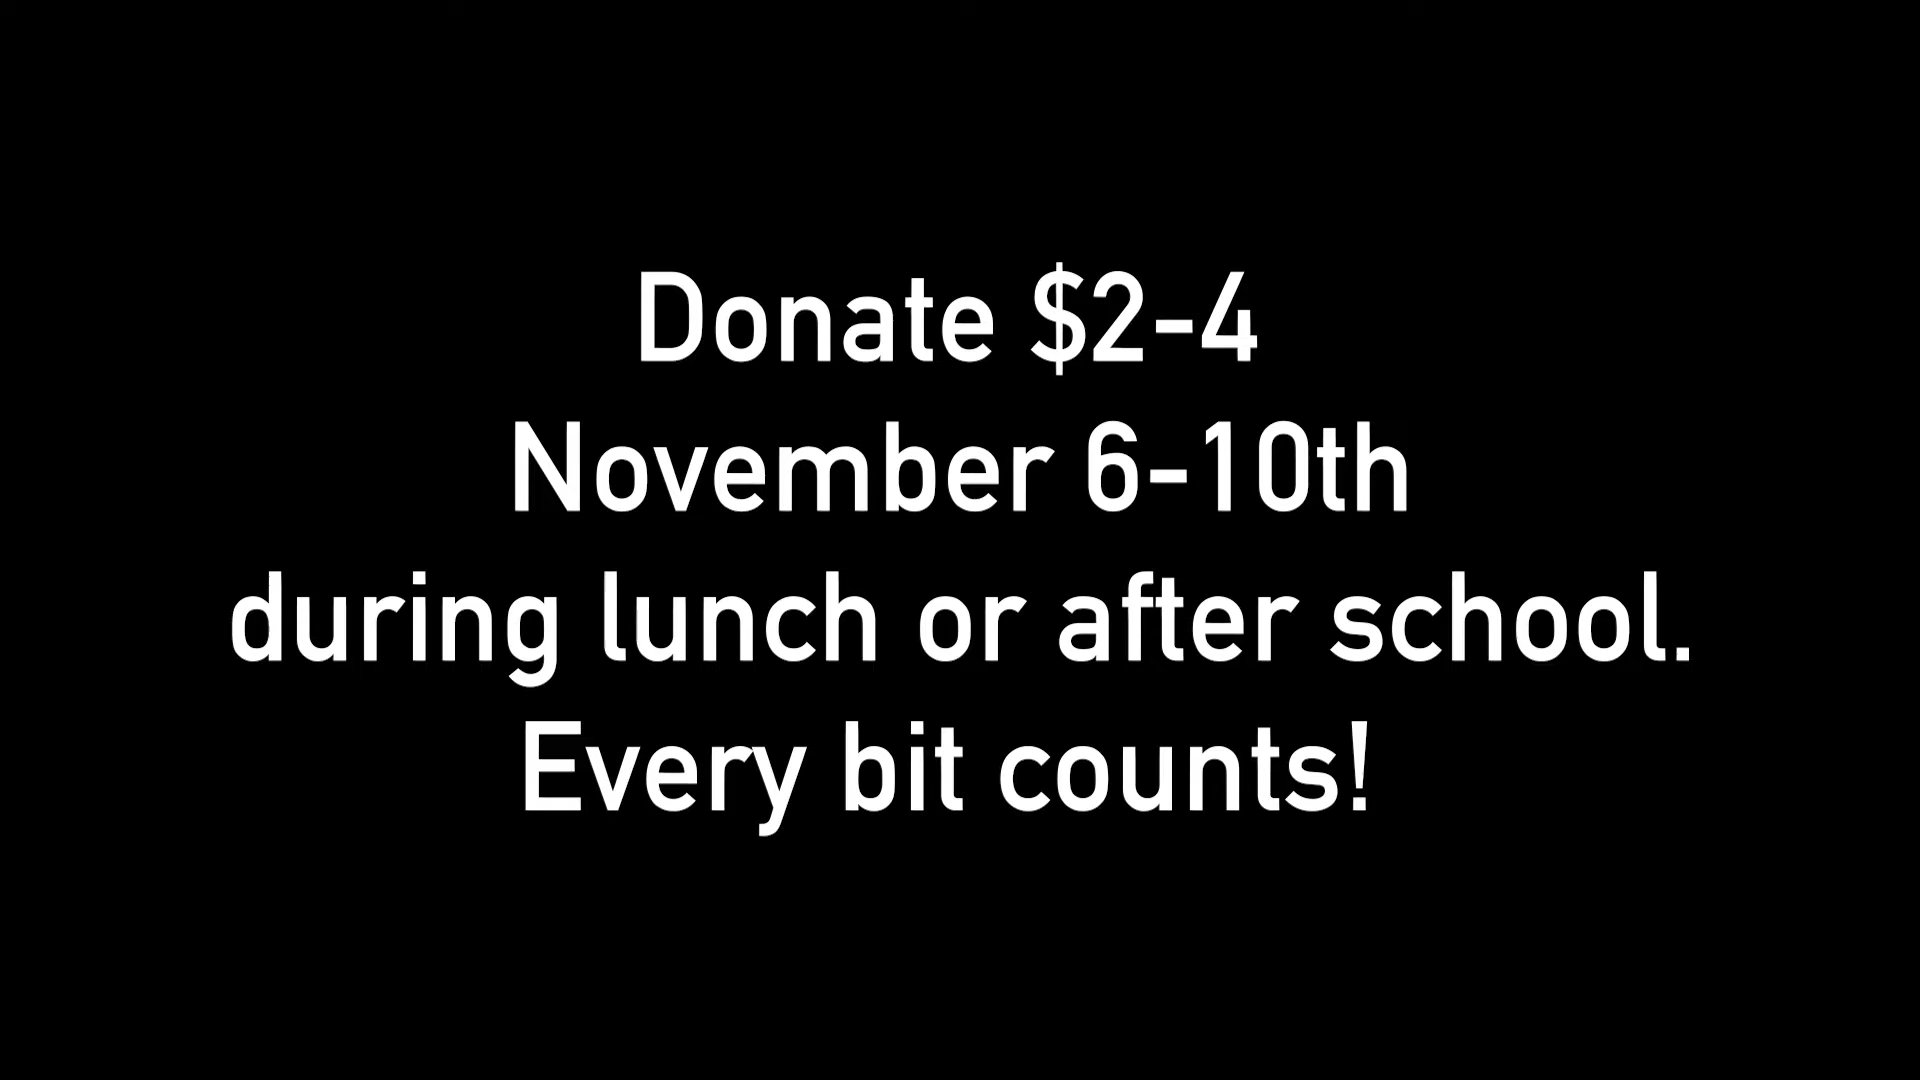 Donate $2-4
November 6-10th
during lunch or after school.
Every bit counts!